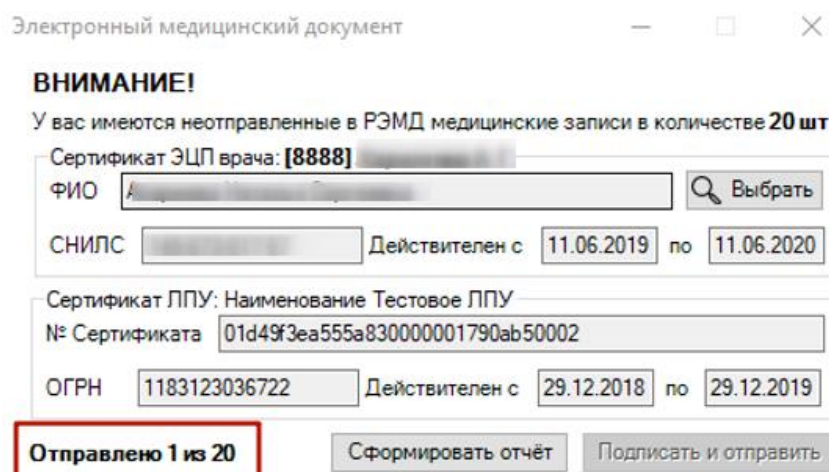 Электронный медицинский документ
ВНИМАНИЕ!
У вас имеются неотправленные в РЭМД медицинские записи в количестве 20 шт
Сертификат ЭЦП врача: [8888]
ФИО Выбрать
СНИЛС Действителен с 11.06.2019 по 11.06.2020
Сертификат ЛПУ: Наименование Тестовое ЛПУ
№ Сертификата 01d49f3ea555a830000001790ab50002
ОГРН 1183123036722 Действителен с 29.12.2018 по 29.12.2019
Отправлено 1 из 20 Сформировать отчёт Подписать и отправить